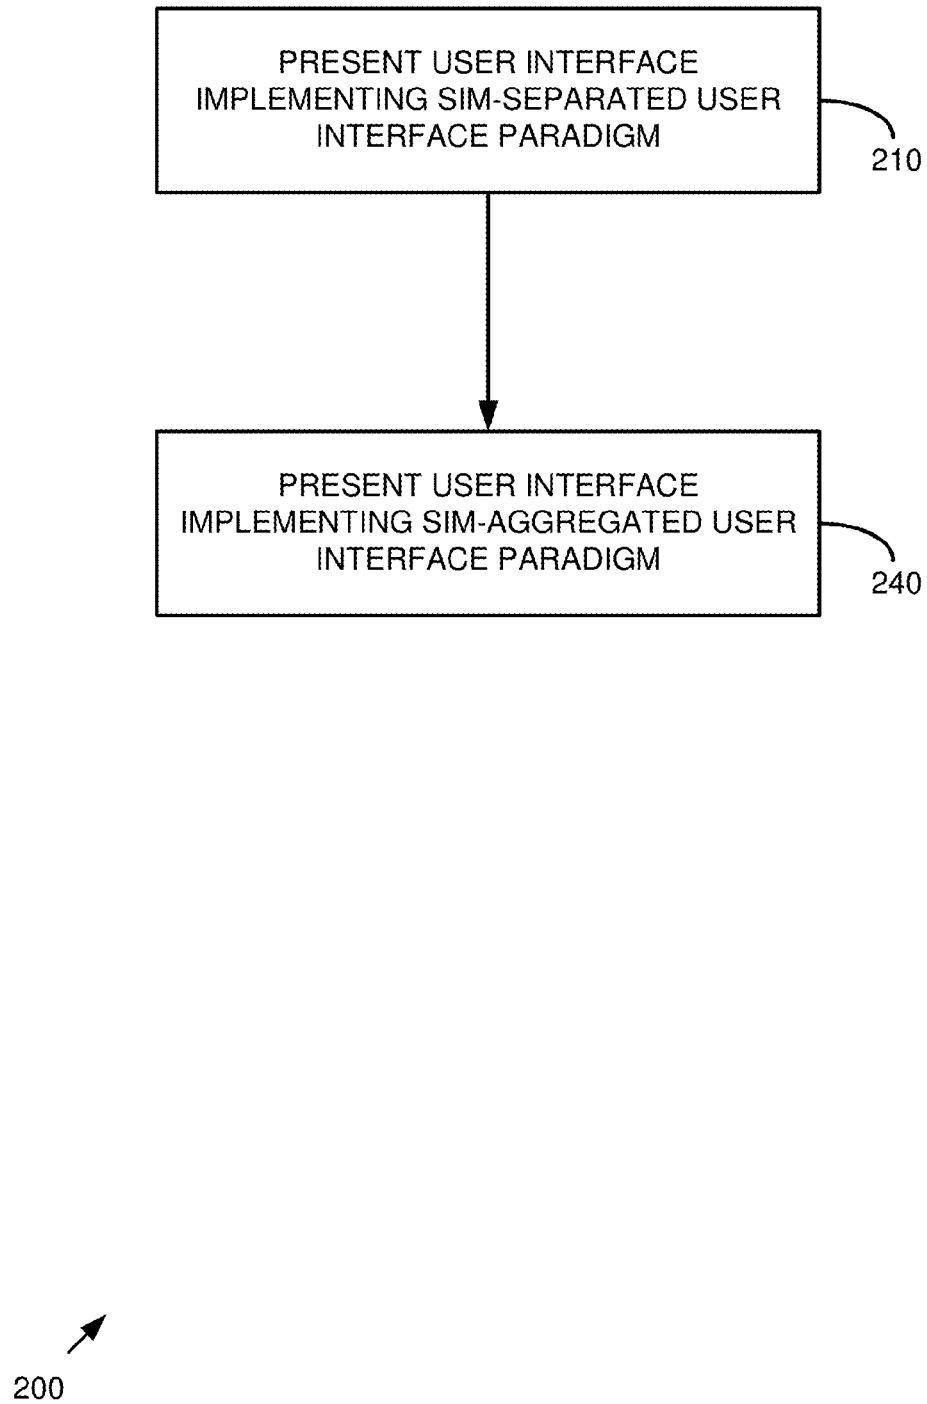 PRESENT USER INTERFACE
IMPLEMENTING SIM-SEPARATED USER
INTERFACE PARADIGM
210
PRESENT USER INTERFACE
IMPLEMENTING SIM-AGGREGATED USER
INTERFACE PARADIGM
240
200